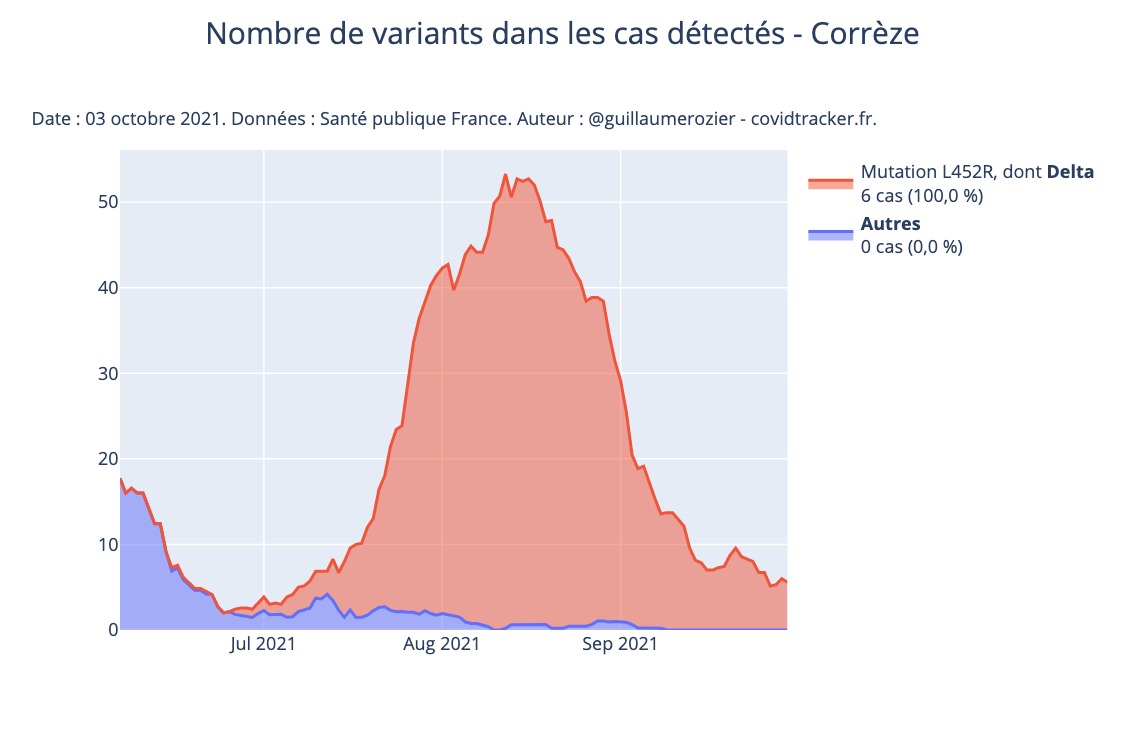 Nombre de variants dans les cas détectés - Corrèze
Date : 03 octobre 2021. Données : Santé publique France. Auteur : @guillaumerozier - covidtracker.fr.
Mutation L452R, dont Delta
6 cas (100,0 %)
Autres
0 cas (0,0 %)
50
40
30
20
10
0
Jul 2021
Aug 2021
Sep 2021